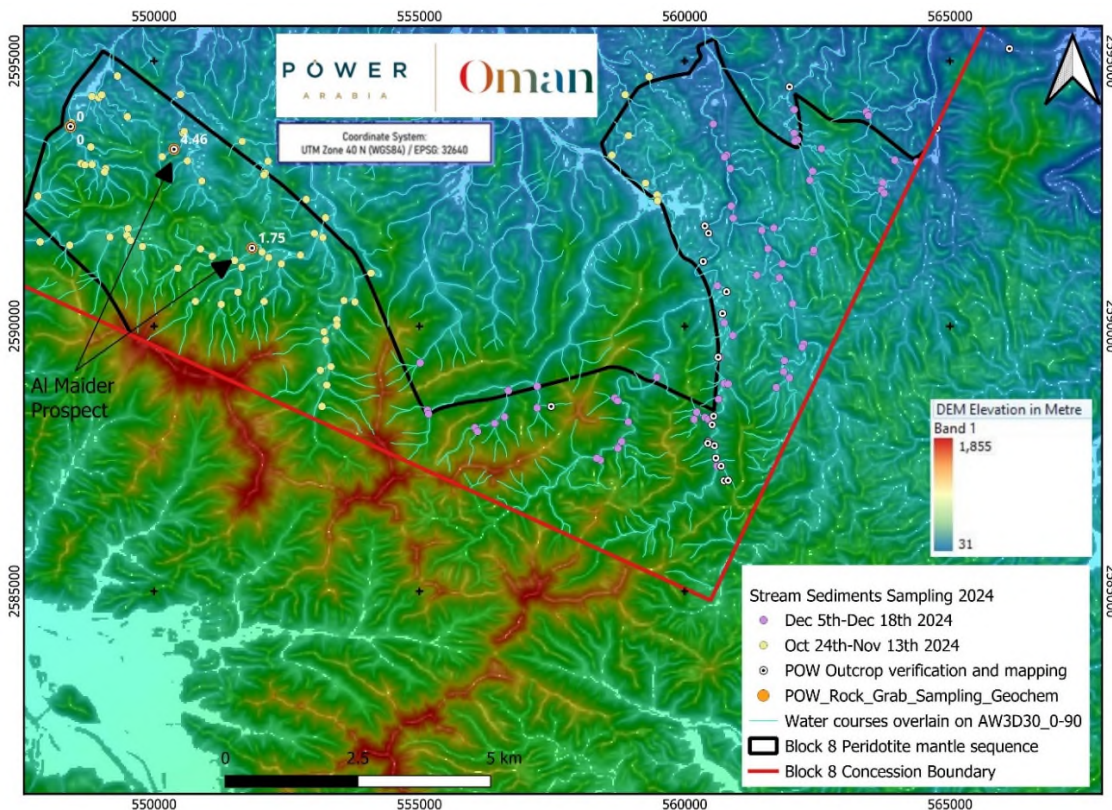 550000
555000
560000
565000
2595000
2595000
POWER
ARABIA
Oman
Coordinate System:
UTM Zone 40 N (WGS84) / EPSG: 32640
0
0
4.46
1.75
2590000
2590000
Al Maider
Prospect
DEM Elevation in Metre
Band 1
1,855
31
2585000
2585000
Stream Sediments Sampling 2024
Dec 5th-Dec 18th 2024
Oct 24th-Nov 13th 2024
POW Outcrop verification and mapping
POW_Rock_Grab_Sampling_Geochem
Water courses overlain on AW3D30_0-90
Block 8 Peridotite mantle sequence
Block 8 Concession Boundary
0
2.5
5 km
550000
555000
560000
565000